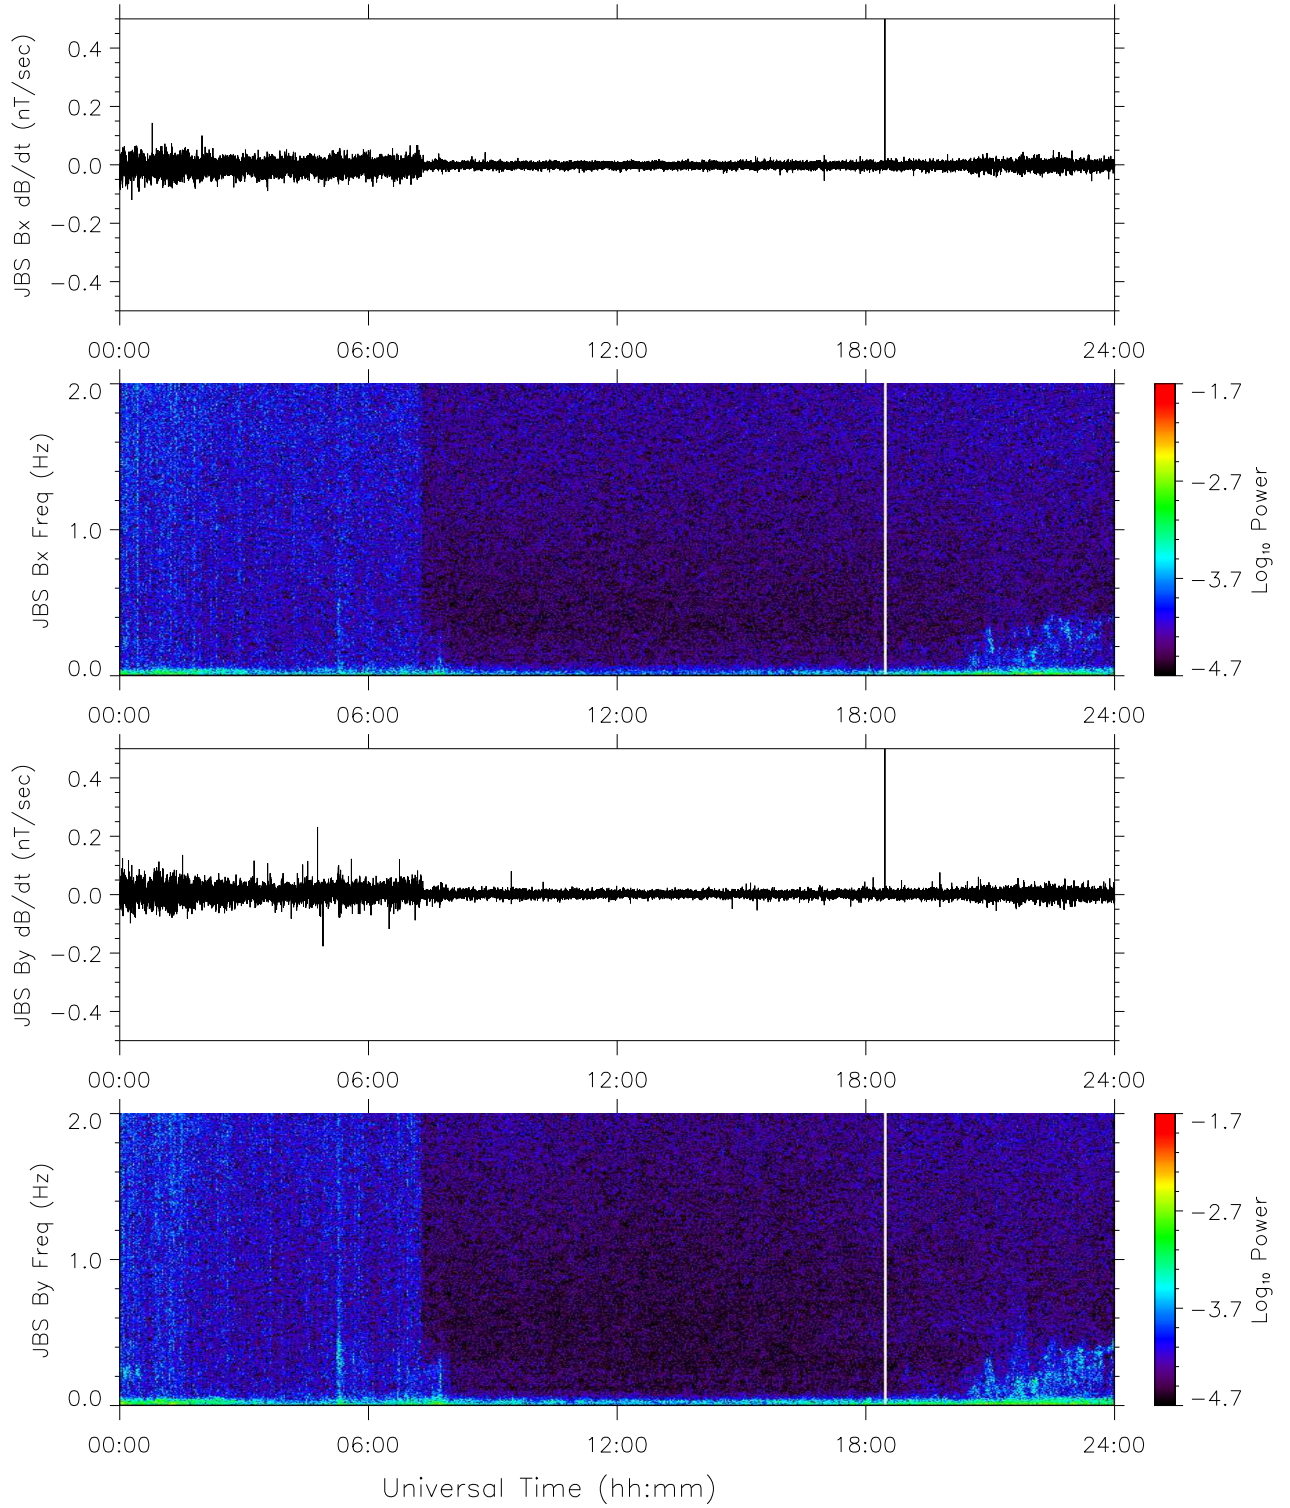 JBS Bx dB/dt (nT/sec)
0.4
0.2
0.0
−0.2
−0.4
00:00 06:00 12:00 18:00 24:00
JBS Bx Freq (Hz)
2.0
1.0
0.0
−1.7
−2.7
−3.7
−4.7
Log10 Power
00:00 06:00 12:00 18:00 24:00
JBS By dB/dt (nT/sec)
0.4
0.2
0.0
−0.2
−0.4
00:00 06:00 12:00 18:00 24:00
JBS By Freq (Hz)
2.0
1.0
0.0
−1.7
−2.7
−3.7
−4.7
Log10 Power
00:00 06:00 12:00 18:00 24:00
Universal Time (hh:mm)